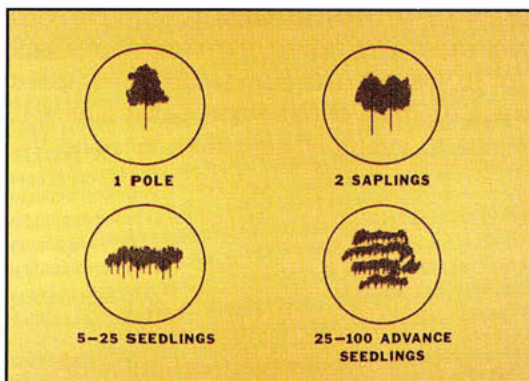 1 POLE
2 SAPLINGS
5–25 SEEDLINGS
25–100 ADVANCE
SEEDLINGS